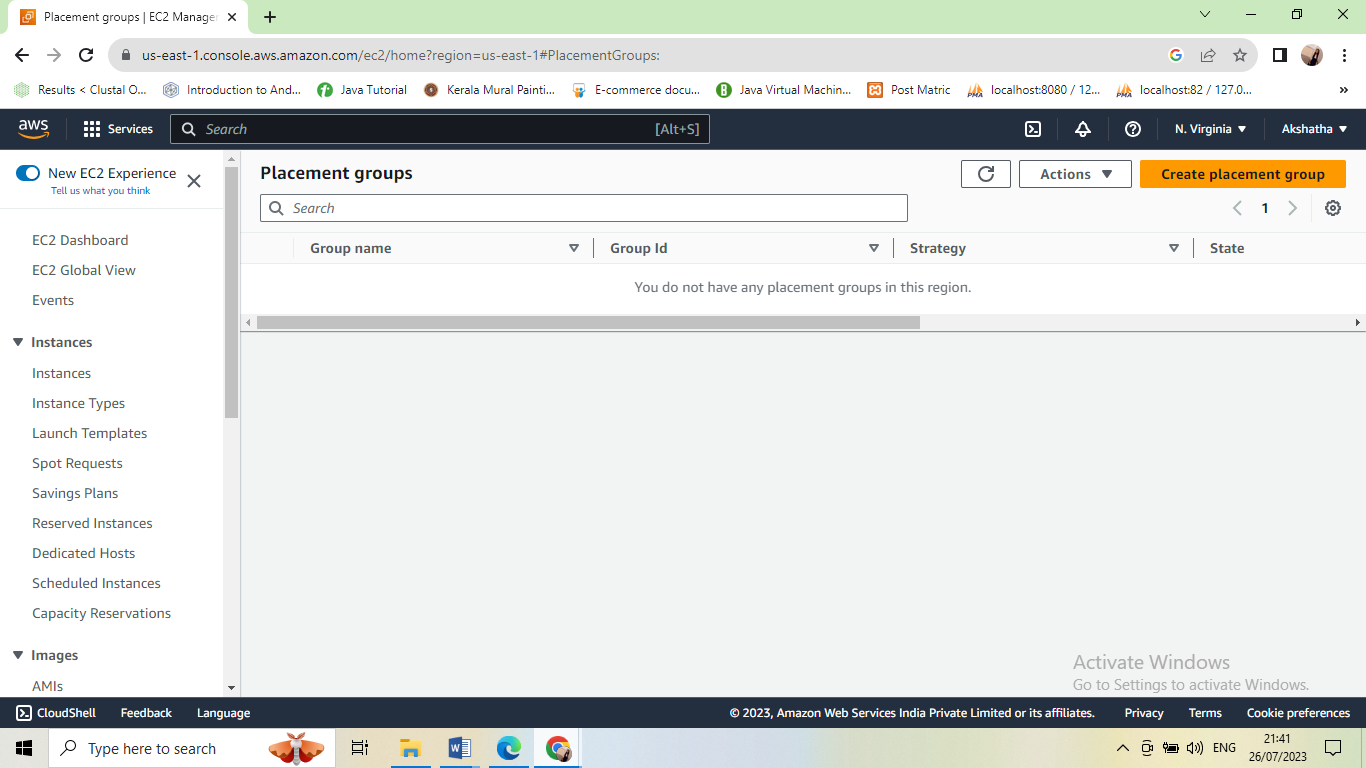 Placement groups | EC2 Manager
us-east-1.console.aws.amazon.com/ec2/home?region=us-east-1#PlacementGroups:
Results < Clustal O... Introduction to And... Java Tutorial Kerala Mural Painti... E-commerce docu... Java Virtual Machin... Post Matric localhost:8080 / 12... localhost:82 / 127.0... »
aws Services Search [Alt+S] N. Virginia Akshatha
New EC2 Experience
Tell us what you think
EC2 Dashboard
EC2 Global View
Events
Instances
Instances
Instance Types
Launch Templates
Spot Requests
Savings Plans
Reserved Instances
Dedicated Hosts
Scheduled Instances
Capacity Reservations
Images
AMIs
Placement groups Actions Create placement group
Search 1
Group name Group Id Strategy State
You do not have any placement groups in this region.
Activate Windows
Go to Settings to activate Windows.
CloudShell Feedback Language © 2023, Amazon Web Services India Private Limited or its affiliates. Privacy Terms Cookie preferences
Type here to search ENG 21:41
26/07/2023